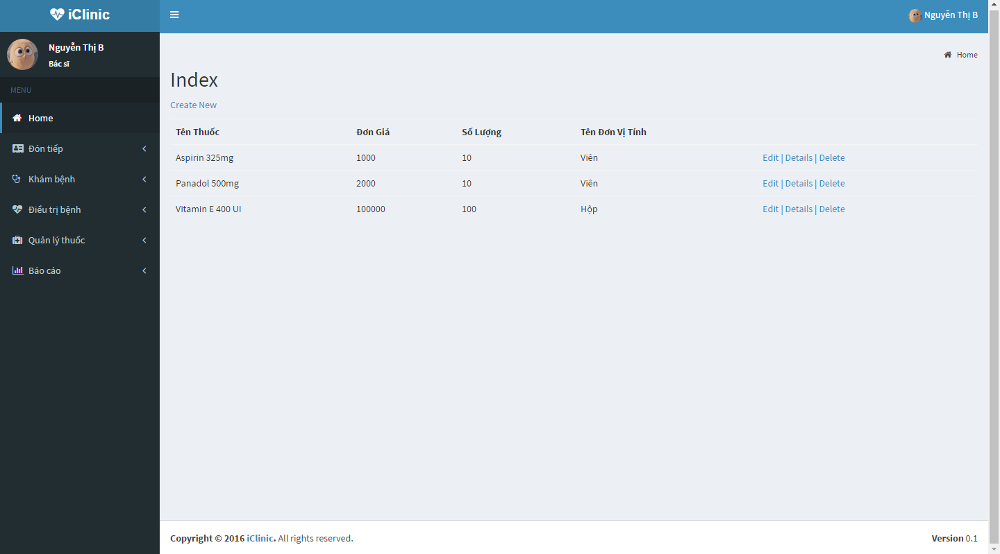 iClinic
Nguyễn Thị B
Nguyễn Thị B
Bác sĩ
MENU
Home
Đón tiếp
Khám bệnh
Điều trị bệnh
Quản lý thuốc
Báo cáo
Home
Index
Create New
Tên Thuốc Đơn Giá Số Lượng Tên Đơn Vị Tính
Aspirin 325mg 1000 10 Viên Edit | Details | Delete
Panadol 500mg 2000 10 Viên Edit | Details | Delete
Vitamin E 400 UI 100000 100 Hộp Edit | Details | Delete
Copyright © 2016 iClinic. All rights reserved. Version 0.1